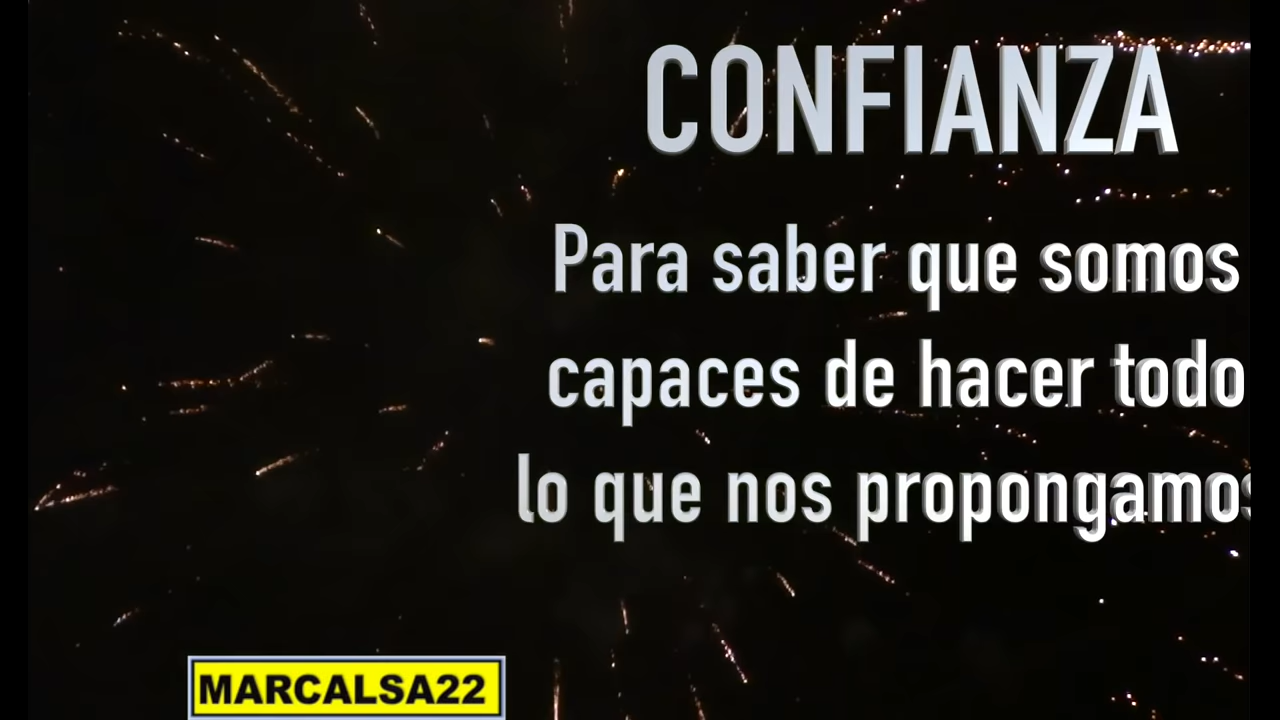 CONFIANZA
Para saber que somos
capaces de hacer todo
lo que nos propongamos
MARCALSA22